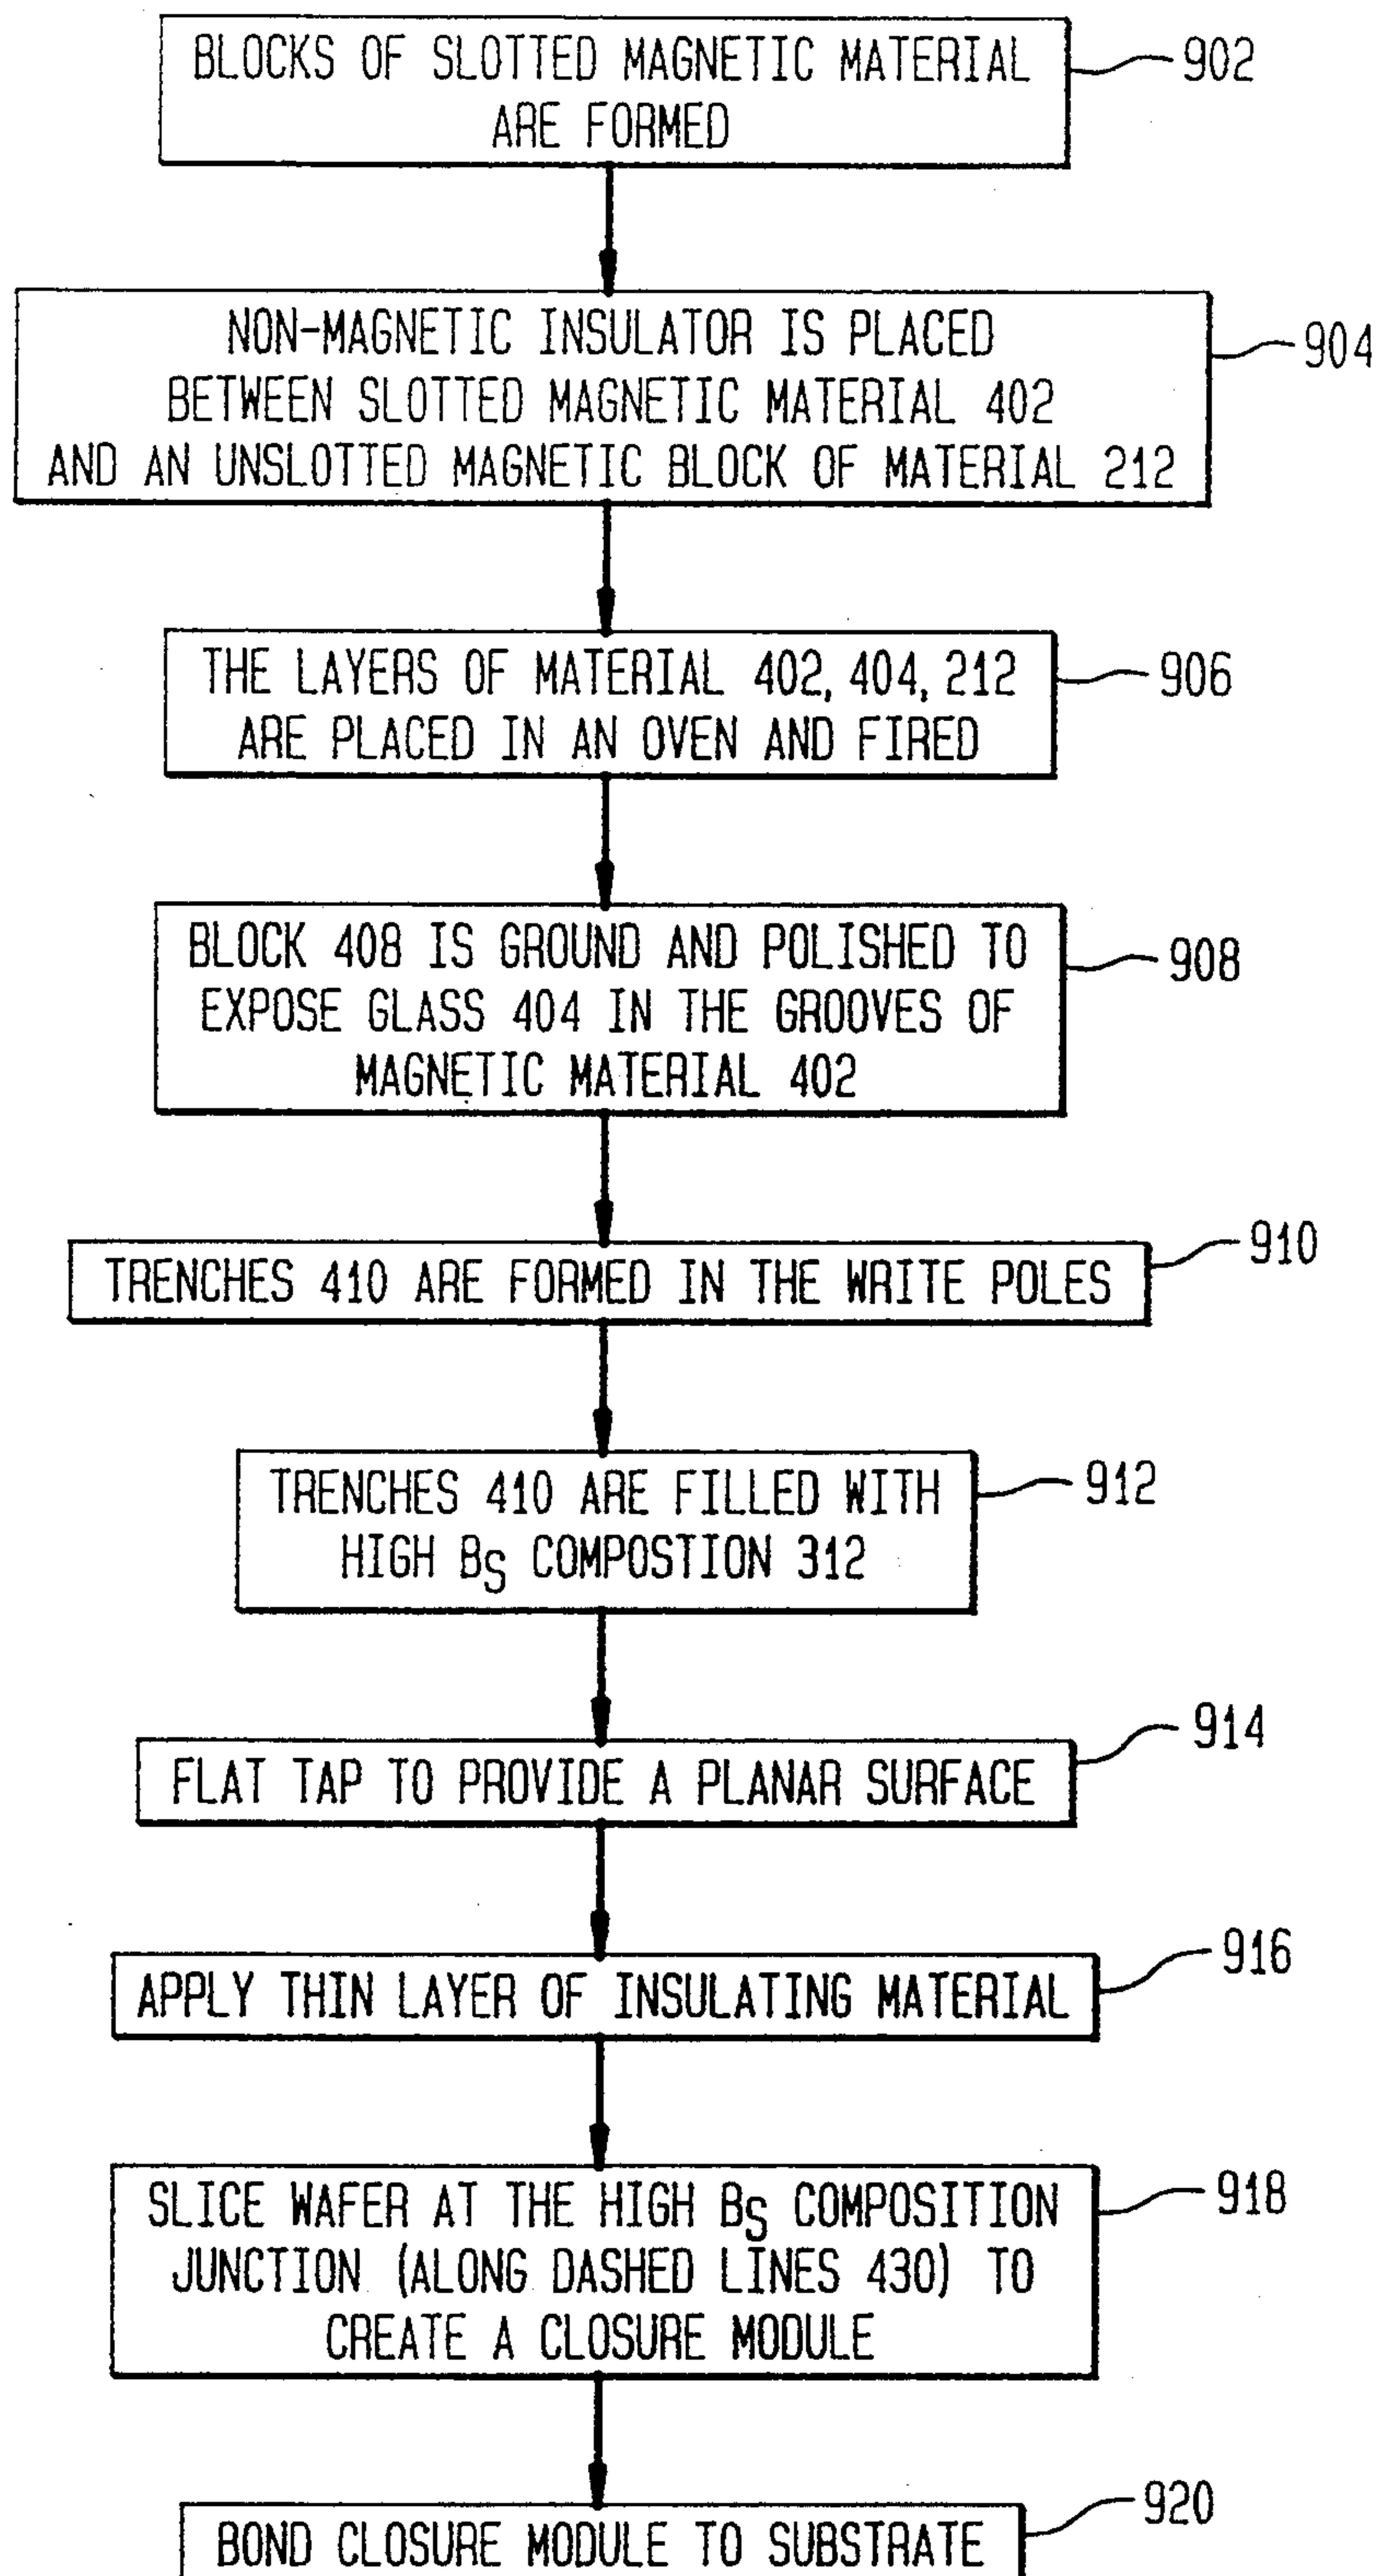 BLOCKS OF SLOTTED MAGNETIC MATERIAL
ARE FORMED
902
NON-MAGNETIC INSULATOR IS PLACED
BETWEEN SLOTTED MAGNETIC MATERIAL 402
AND AN UNSLOTTED MAGNETIC BLOCK OF MATERIAL 212
904
THE LAYERS OF MATERIAL 402, 404, 212
ARE PLACED IN AN OVEN AND FIRED
906
BLOCK 408 IS GROUND AND POLISHED TO
EXPOSE GLASS 404 IN THE GROOVES OF
MAGNETIC MATERIAL 402
908
TRENCHES 410 ARE FORMED IN THE WRITE POLES
910
TRENCHES 410 ARE FILLED WITH
HIGH BS COMPOSTION 312
912
FLAT TAP TO PROVIDE A PLANAR SURFACE
914
APPLY THIN LAYER OF INSULATING MATERIAL
916
SLICE WAFER AT THE HIGH BS COMPOSITION
JUNCTION (ALONG DASHED LINES 430) TO
CREATE A CLOSURE MODULE
918
BOND CLOSURE MODULE TO SUBSTRATE
920